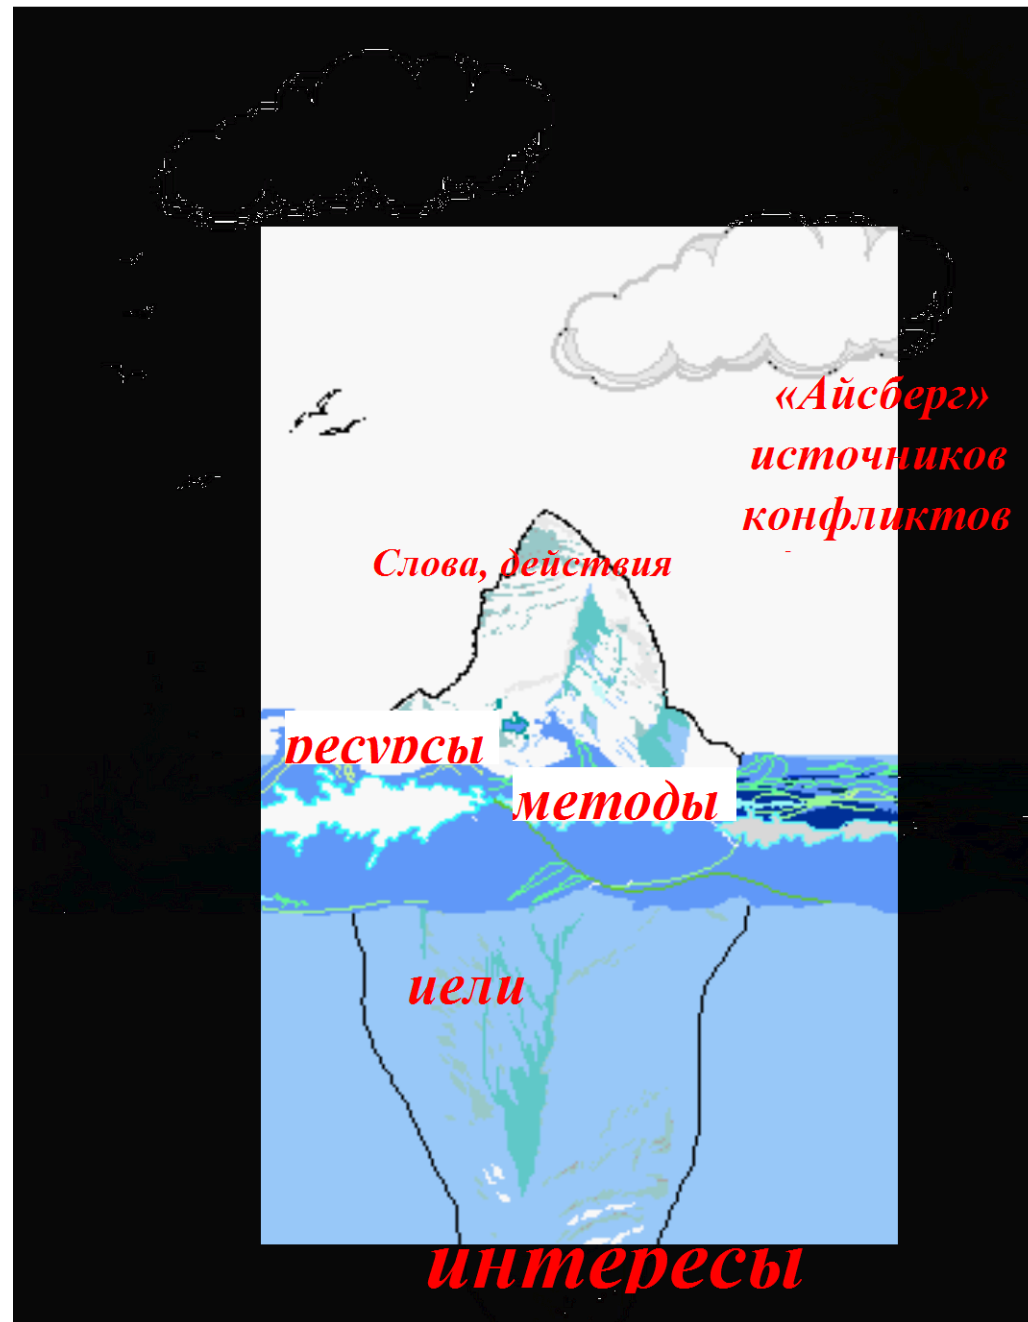 «Айсберг»
источников
конфликтов
Слова, действия
ресурсы
методы
цели
интересы